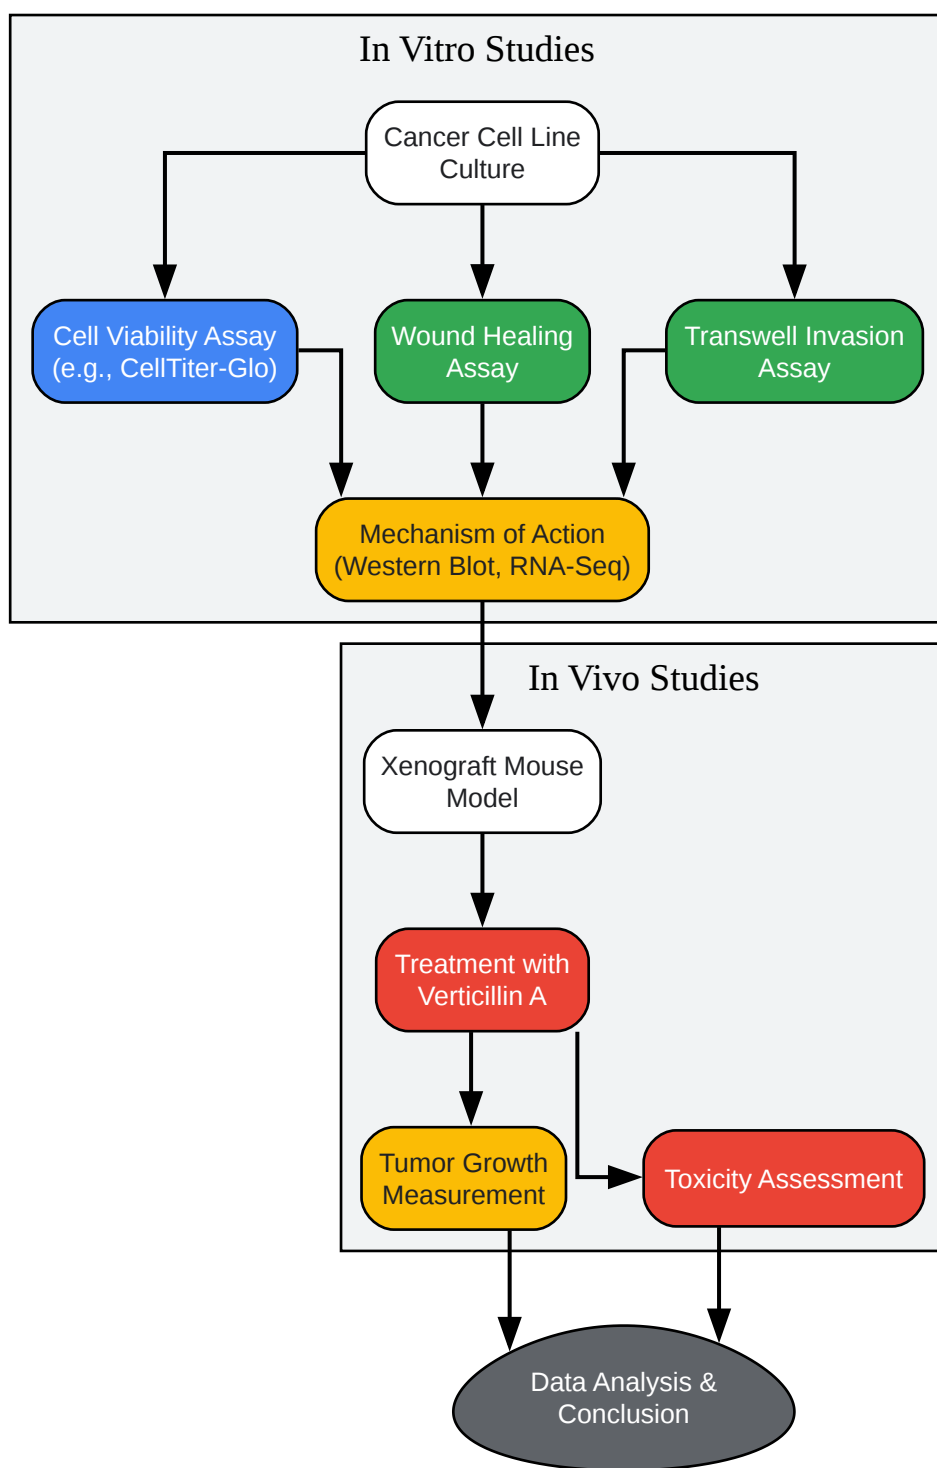 In Vitro Studies
Cancer Cell Line
Culture
Cell Viability Assay
(e.g., CellTiter-Glo)
Wound Healing
Assay
Transwell Invasion
Assay
Mechanism of Action
(Western Blot, RNA-Seq)
In Vivo Studies
Xenograft Mouse
Model
Treatment with
Verticillin A
Tumor Growth
Measurement
Toxicity Assessment
Data Analysis &
Conclusion